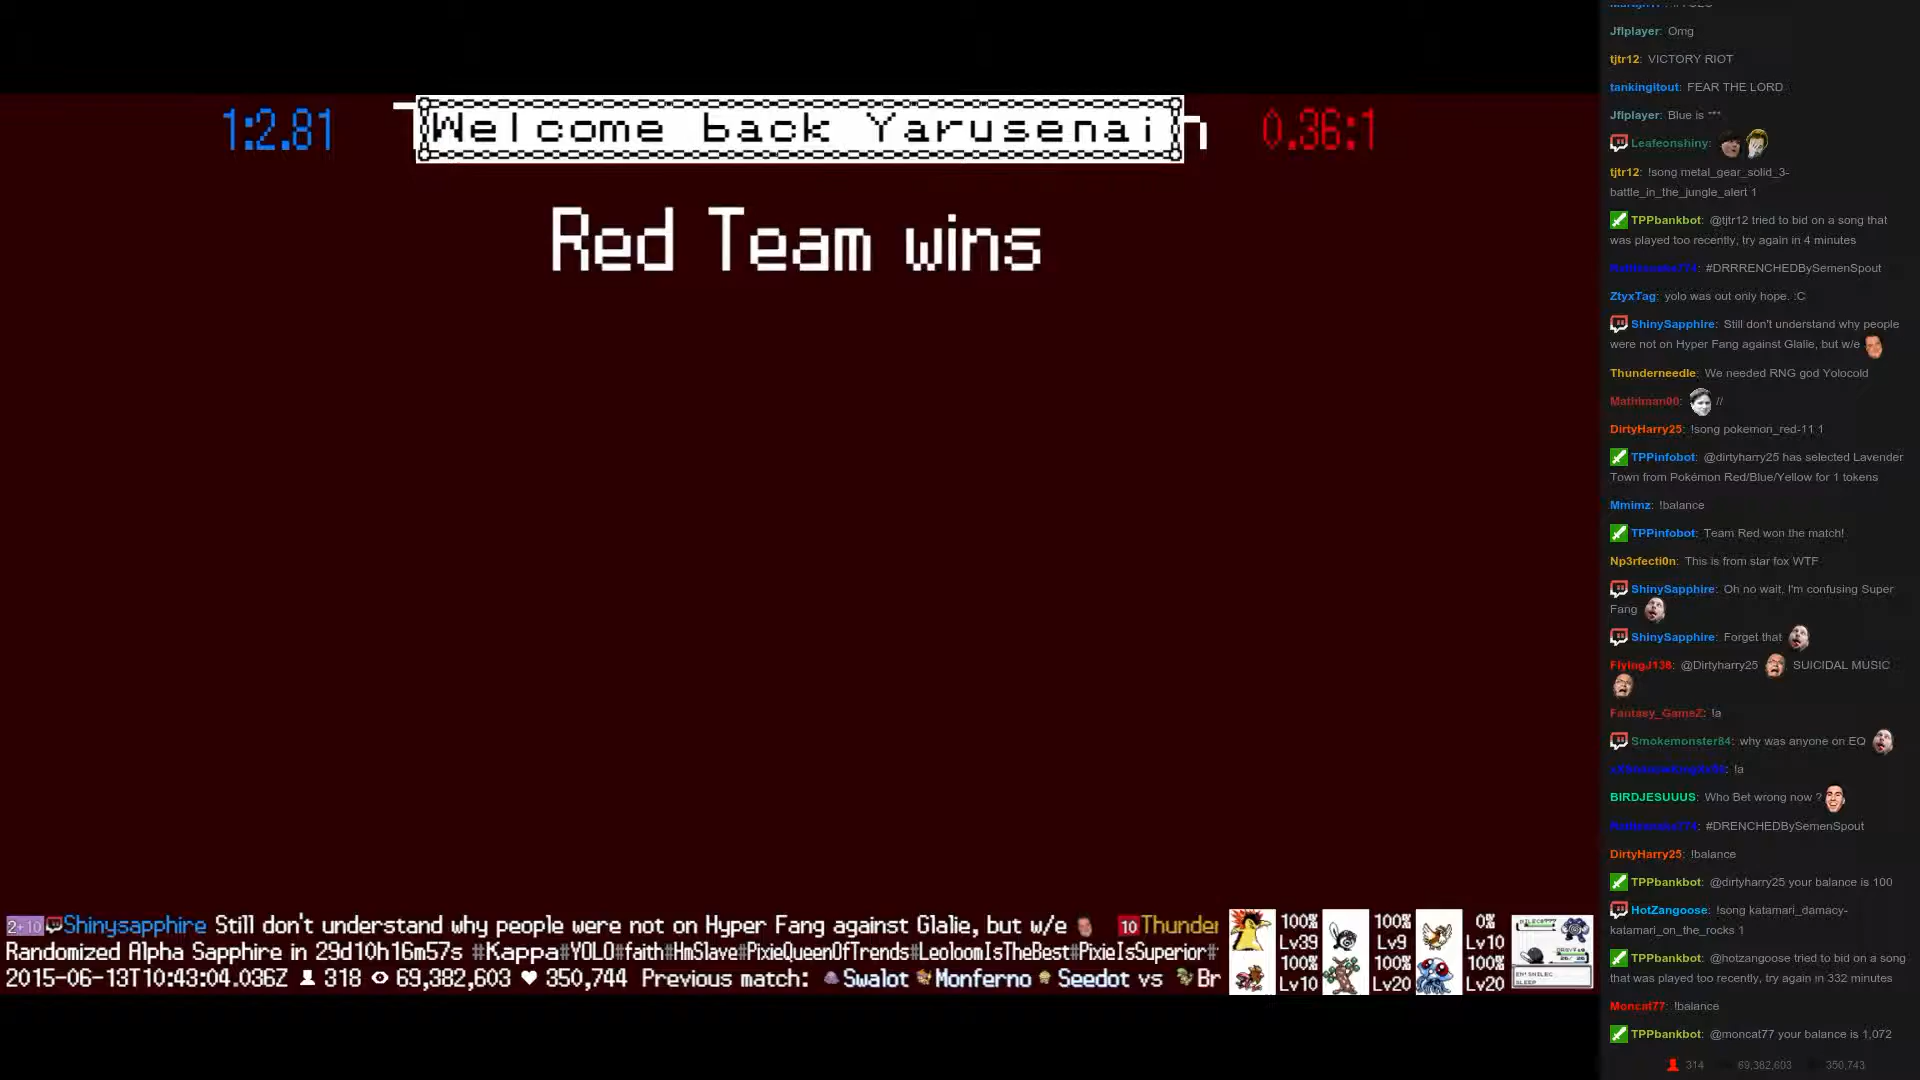 1:2.81
Welcome back Yarusenai
0.36:1
Red Team wins
Shinysapphire Still don't understand why people were not on Hyper Fang against Glalie, but w/e 10 Thunder
Randomized Alpha Sapphire in 29d10h16m57s #Kappa#YOLO#faith#HmSlave#PixieQueenOfTrends#LeoloomIsTheBest#PixieIsSuperior#
2015-06-13T10:43:04.036Z 318 69,382,603 350,744 Previous match: Swalot Monferno Seedot vs Br
100% 100% 0%
Lv39 Lv9 Lv10
100% 100% 100%
Lv10 Lv20 Lv20
Jflplayer: Omg
tjtr12: VICTORY RIOT
tankingitout: FEAR THE LORD
Jflplayer: Blue is ***
Leafeonshiny:
tjtr12: !song metal_gear_solid_3-
battle_in_the_jungle_alert 1
TPPbankbot: @tjtr12 tried to bid on a song that
was played too recently, try again in 4 minutes
#DRRRENCHEDBySemenSpout
ZtyxTag: yolo was out only hope. :C
ShinySapphire: Still don't understand why people
were not on Hyper Fang against Glalie, but w/e
Thunderneedle: We needed RNG god Yolocold
Mathiman00: //
DirtyHarry25: !song pokemon_red-11 1
TPPinfobot: @dirtyharry25 has selected Lavender
Town from Pokémon Red/Blue/Yellow for 1 tokens
Mmimz: !balance
TPPinfobot: Team Red won the match!
Np3rfecti0n: This is from star fox WTF
ShinySapphire: Oh no wait, I'm confusing Super
Fang
ShinySapphire: Forget that
FlyingJ138: @Dirtyharry25 SUICIDAL MUSIC
Fantasy_GameZ: !a
Smokemonster84: why was anyone on EQ
!a
BIRDJESUUUS: Who Bet wrong now ?
#DRENCHEDBySemenSpout
DirtyHarry25: !balance
TPPbankbot: @dirtyharry25 your balance is 100
HotZangoose: !song katamari_damacy-
katamari_on_the_rocks 1
TPPbankbot: @hotzangoose tried to bid on a song
that was played too recently, try again in 332 minutes
Moncat77: !balance
TPPbankbot: @moncat77 your balance is 1,072
314 69,382,603 350,743